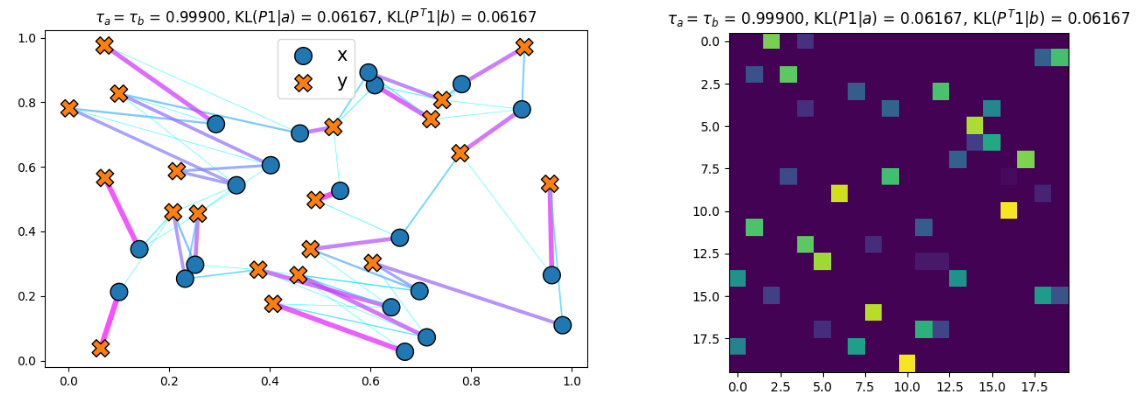 τₐ = τ_b = 0.99900, KL(P1|a) = 0.06167, KL(Pᵀ1|b) = 0.06167
1.0
0.8
0.6
0.4
0.2
0.0
x
y
0.0 0.2 0.4 0.6 0.8 1.0
τₐ = τ_b = 0.99900, KL(P1|a) = 0.06167, KL(Pᵀ1|b) = 0.06167
0.0
2.5
5.0
7.5
10.0
12.5
15.0
17.5
0.0 2.5 5.0 7.5 10.0 12.5 15.0 17.5